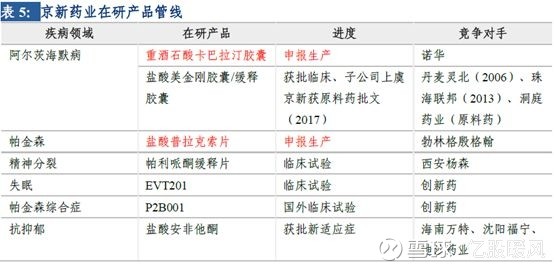 表 5：京新药业在研产品管线
疾病领域 在研产品 进度 竞争对手
阿尔茨海默病 重酒石酸卡巴拉汀胶囊 申报生产 诺华
盐酸美金刚胶囊/缓释 获批临床、子公司上虞 丹麦灵北（2006）、珠
胶囊 京新获原料药批文 海联邦（2013）、洞庭
（2017） 药业（原料药）
帕金森 盐酸普拉克索片 申报生产 勃林格殷格翰
精神分裂 帕利哌酮缓释片 临床试验 西安杨森
失眠 EVT201 临床试验 创新药
帕金森综合症 P2B001 国外临床试验 创新药
抗抑郁 盐酸安非他酮 获批新适应症 海南万特、沈阳福宁、
迪沙药业
雪球：亿股暖风